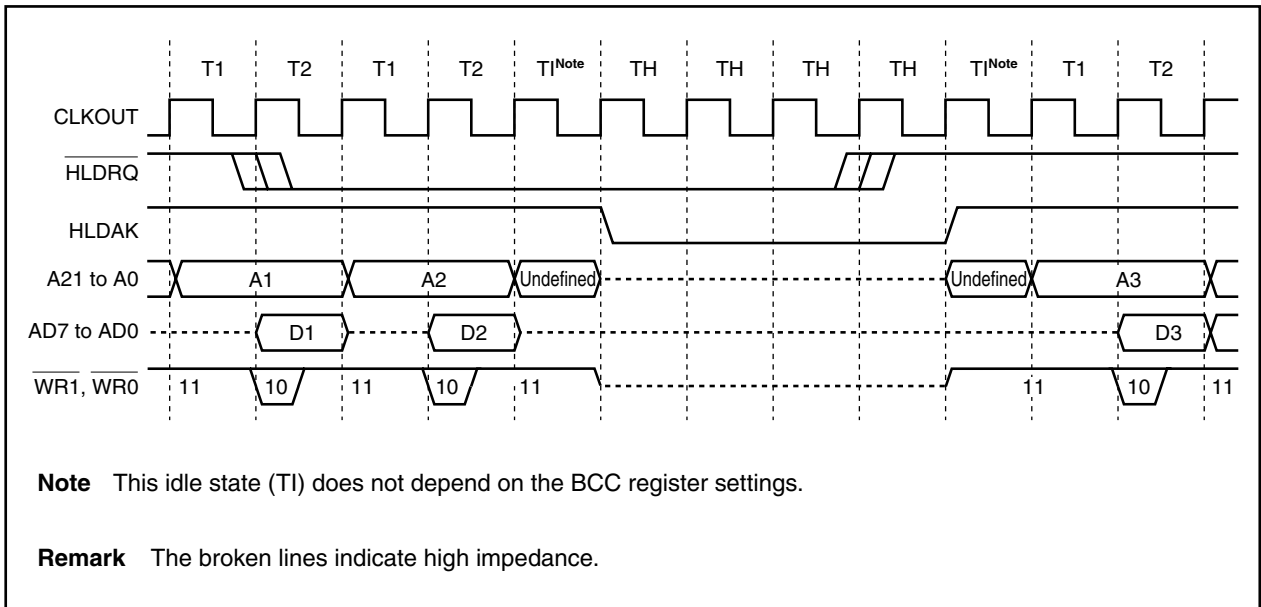 T1 T2 T1 T2 TINote TH TH TH TH TINote T1 T2
CLKOUT
HLDRQ
HLDAK
A21 to A0 A1 A2 Undefined Undefined A3
AD7 to AD0 D1 D2 D3
WR1, WR0 11 10 11 10 11 11 10 11
Note This idle state (TI) does not depend on the BCC register settings.
Remark The broken lines indicate high impedance.